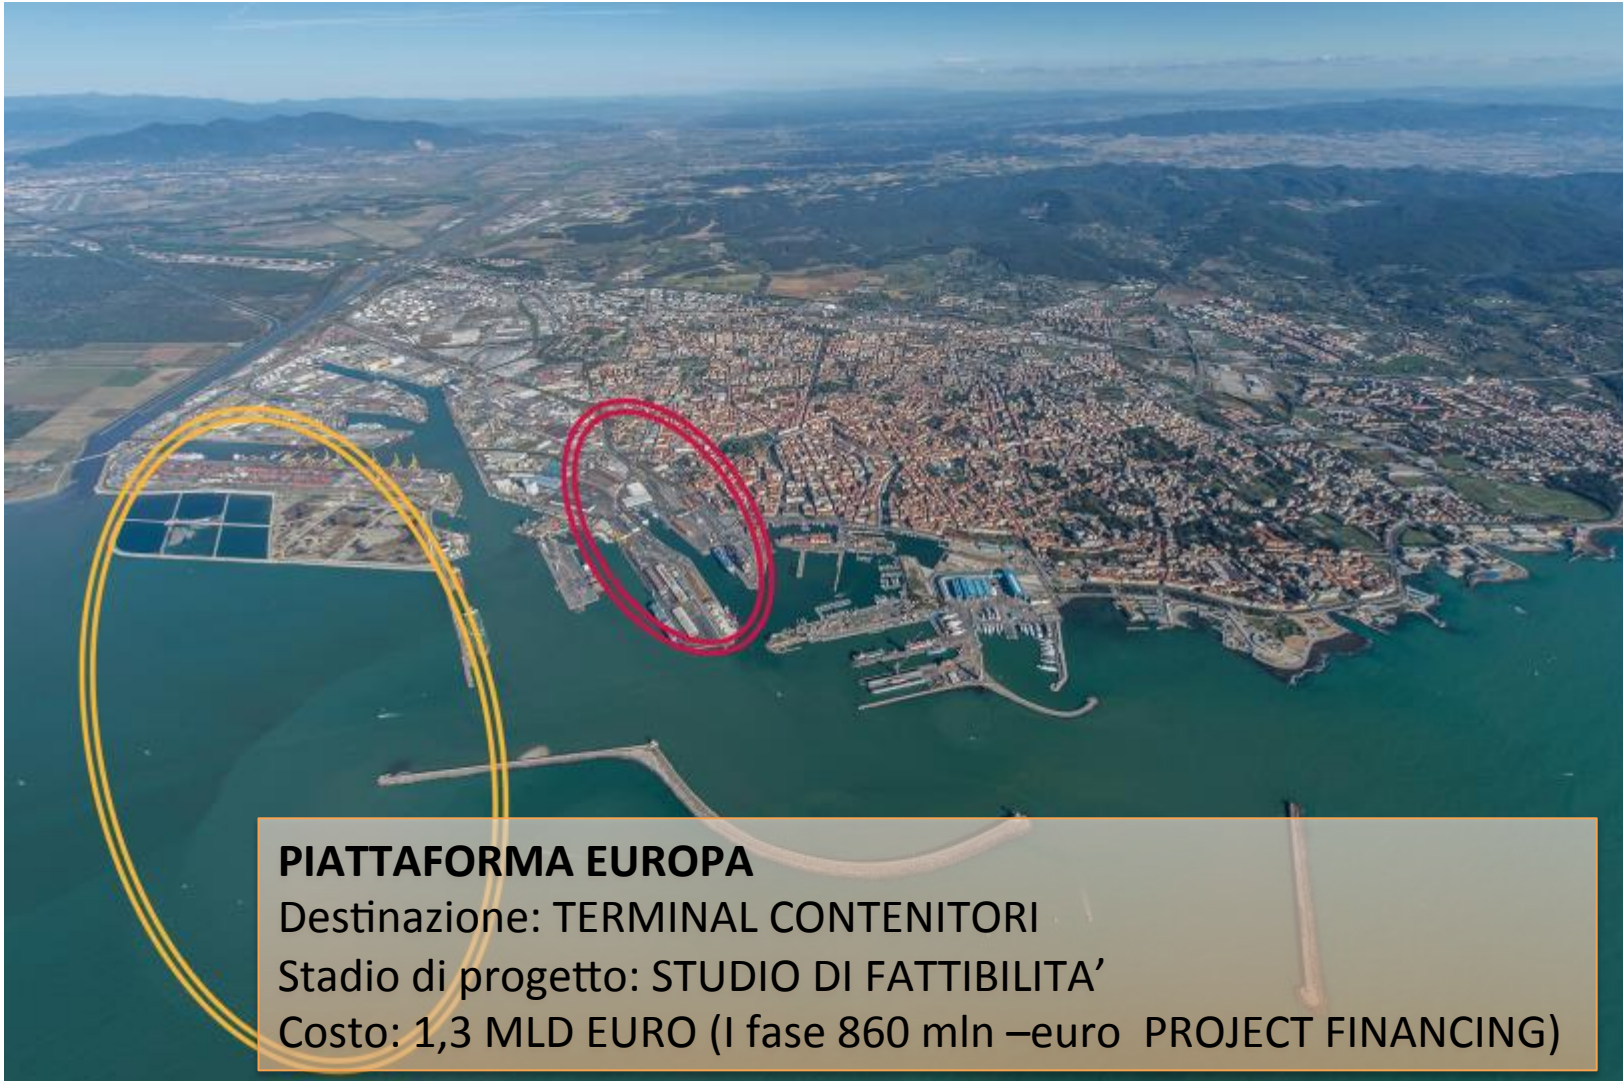 PIATTAFORMA EUROPA
Destinazione: TERMINAL CONTENITORI
Stadio di progetto: STUDIO DI FATTIBILITA’
Costo: 1,3 MLD EURO (I fase 860 mln –euro  PROJECT FINANCING)